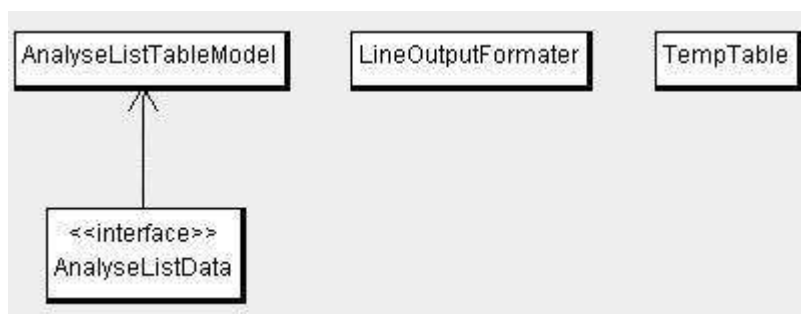 AnalyseListTableModel
LineOutputFormater
TempTable
<<interface>>
AnalyseListData